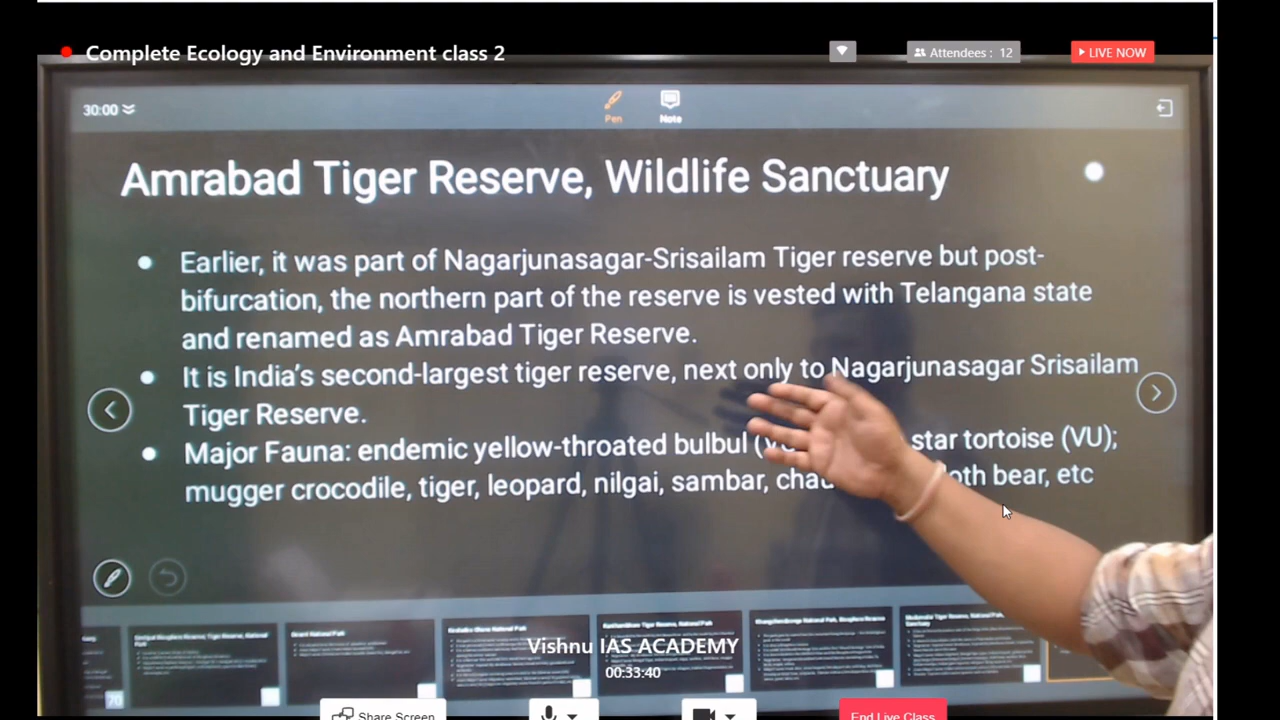 Complete Ecology and Environment class 2
Attendees : 12
LIVE NOW
30:00
Pen
Note
Amrabad Tiger Reserve, Wildlife Sanctuary
Earlier, it was part of Nagarjunasagar-Srisailam Tiger reserve but post-
bifurcation, the northern part of the reserve is vested with Telangana state
and renamed as Amrabad Tiger Reserve.
It is India's second-largest tiger reserve, next only to Nagarjunasagar Srisailam
Tiger Reserve.
Major Fauna: endemic yellow-throated bulbul star tortoise (VU);
mugger crocodile, tiger, leopard, nilgai, sambar, bear, etc
70
Vishnu IAS ACADEMY
00:33:40
Share Screen
End Live Class